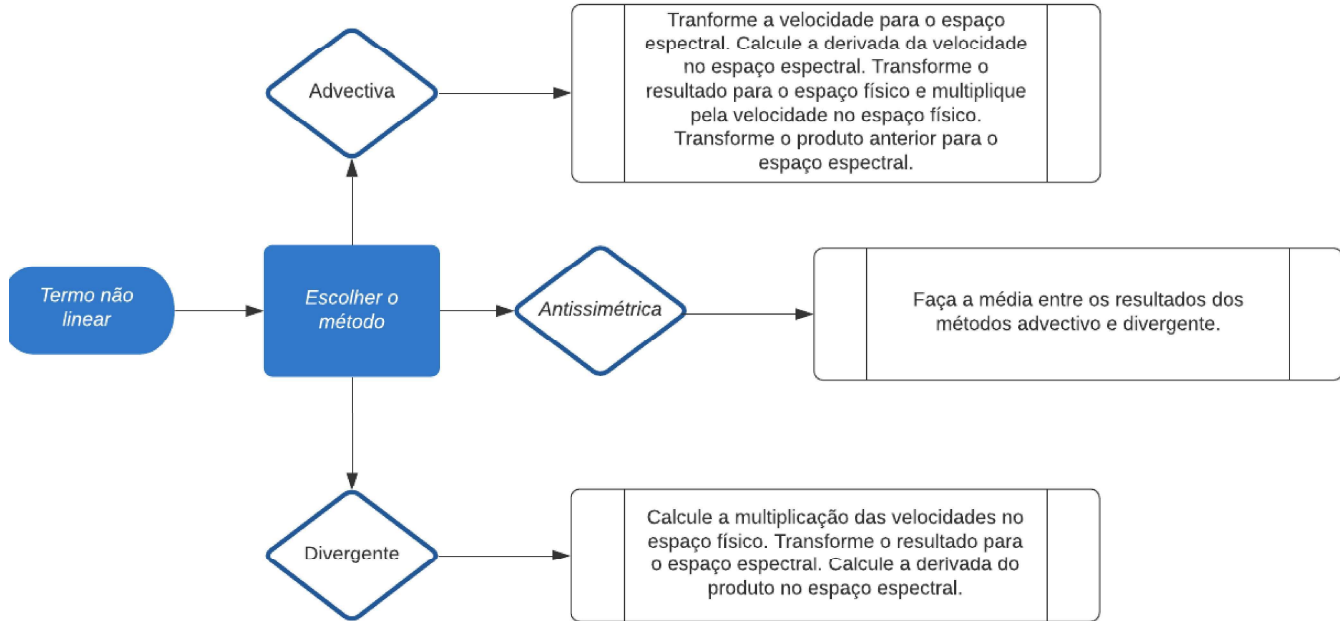 Tranforme a velocidade para o espaço
espectral. Calcule a derivada da velocidade
no espaço espectral. Transforme o
resultado para o espaço físico e multiplique
pela velocidade no espaço físico.
Transforme o produto anterior para o
espaço espectral.
Advectiva
Termo não
linear
Escolher o
método
Antissimétrica
Faça a média entre os resultados dos
métodos advectivo e divergente.
Divergente
Calcule a multiplicação das velocidades no
espaço físico. Transforme o resultado para
o espaço espectral. Calcule a derivada do
produto no espaço espectral.